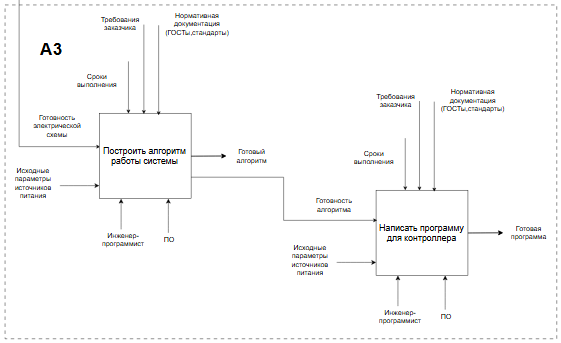 А3
Требования
заказчика
Нормативная
документация
(ГОСТы,стандарты)
Сроки
выполнения
Готовность
электрической
схемы
Построить алгоритм
работы системы
Готовый
алгоритм
Исходные
параметры
источников
питания
Инженер-
программист
ПО
Требования
заказчика
Нормативная
документация
(ГОСТы,стандарты)
Сроки
выполнения
Готовность
алгоритма
Написать программу
для контроллера
Готовая
программа
Исходные
параметры
источников
питания
Инженер-
программист
ПО